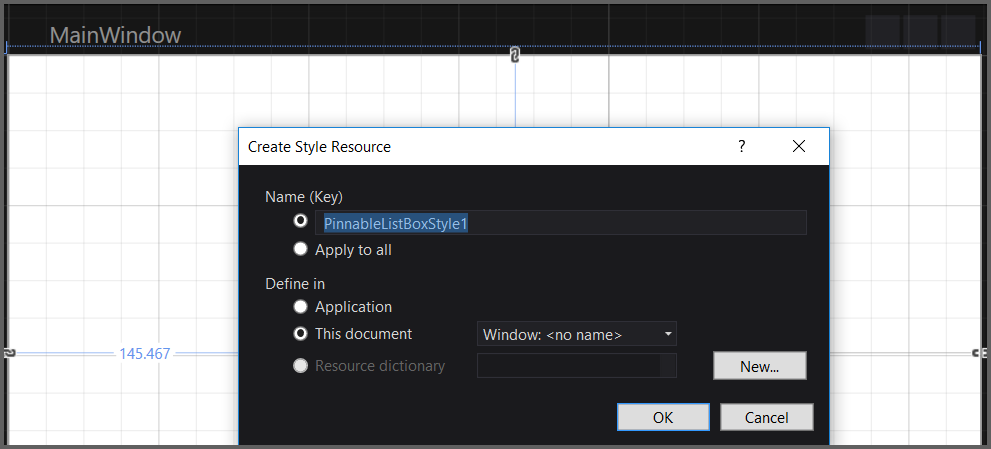 MainWindow
Create Style Resource ?
Name (Key)
PinnableListBoxStyle1
Apply to all
Define in
Application
This document Window: <no name>
145.467
Resource dictionary New...
OK Cancel